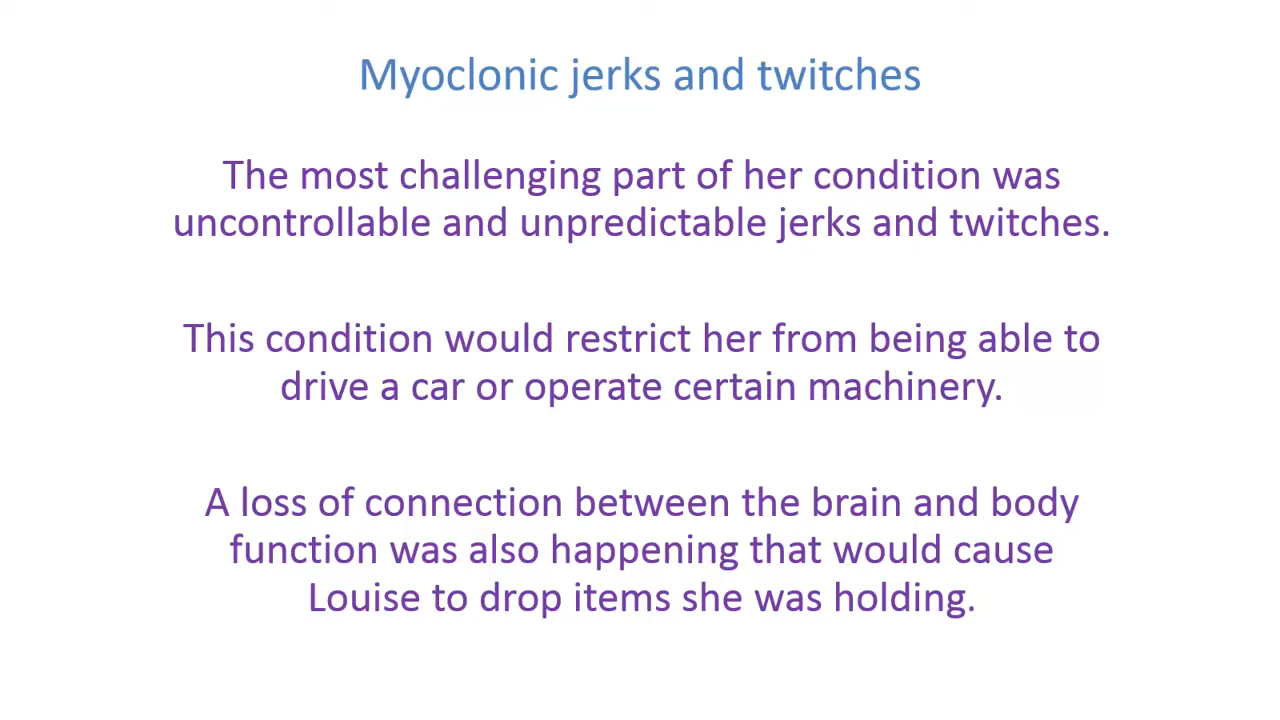 Myoclonic jerks and twitches
The most challenging part of her condition was
uncontrollable and unpredictable jerks and twitches.
This condition would restrict her from being able to
drive a car or operate certain machinery.
A loss of connection between the brain and body
function was also happening that would cause
Louise to drop items she was holding.